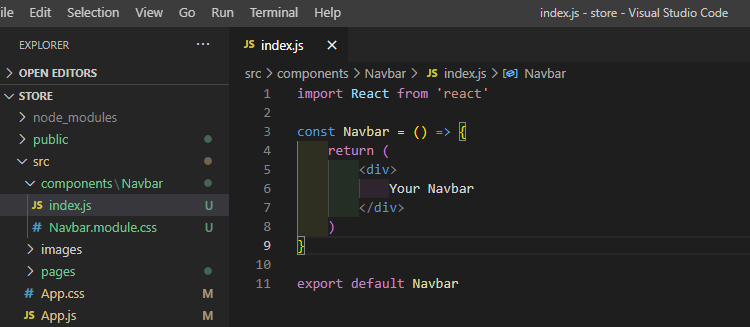 ile Edit Selection View Go Run Terminal Help index.js - store - Visual Studio Code
EXPLORER ···
OPEN EDITORS
STORE
node_modules
public
src
components\Navbar
JS index.js U
# Navbar.module.css U
images
pages
# App.css M
JS App.js M
JS index.js ×
src > components > Navbar > JS index.js > Navbar
1 import React from 'react'
2
3 const Navbar = () => {
4 return (
5 <div>
6 Your Navbar
7 </div>
8 )
9 }
10
11 export default Navbar